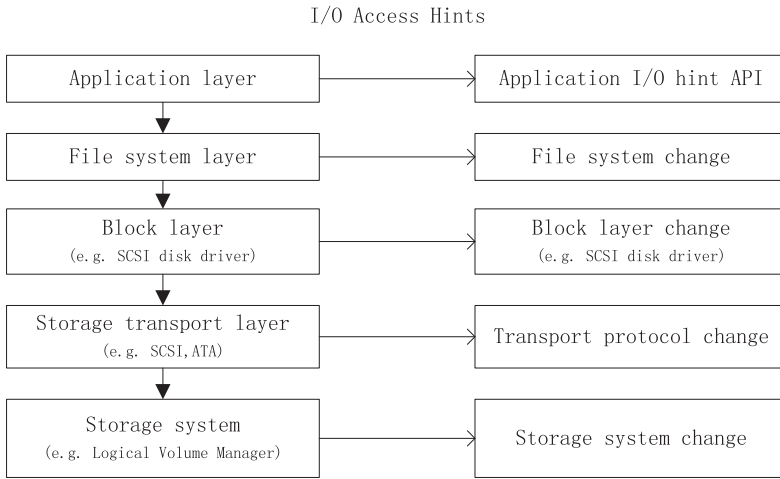 I/O Access Hints
Application layer
Application I/O hint API
File system layer
File system change
Block layer
(e.g. SCSI disk driver)
Block layer change
(e.g. SCSI disk driver)
Storage transport layer
(e.g. SCSI,ATA)
Transport protocol change
Storage system
(e.g. Logical Volume Manager)
Storage system change